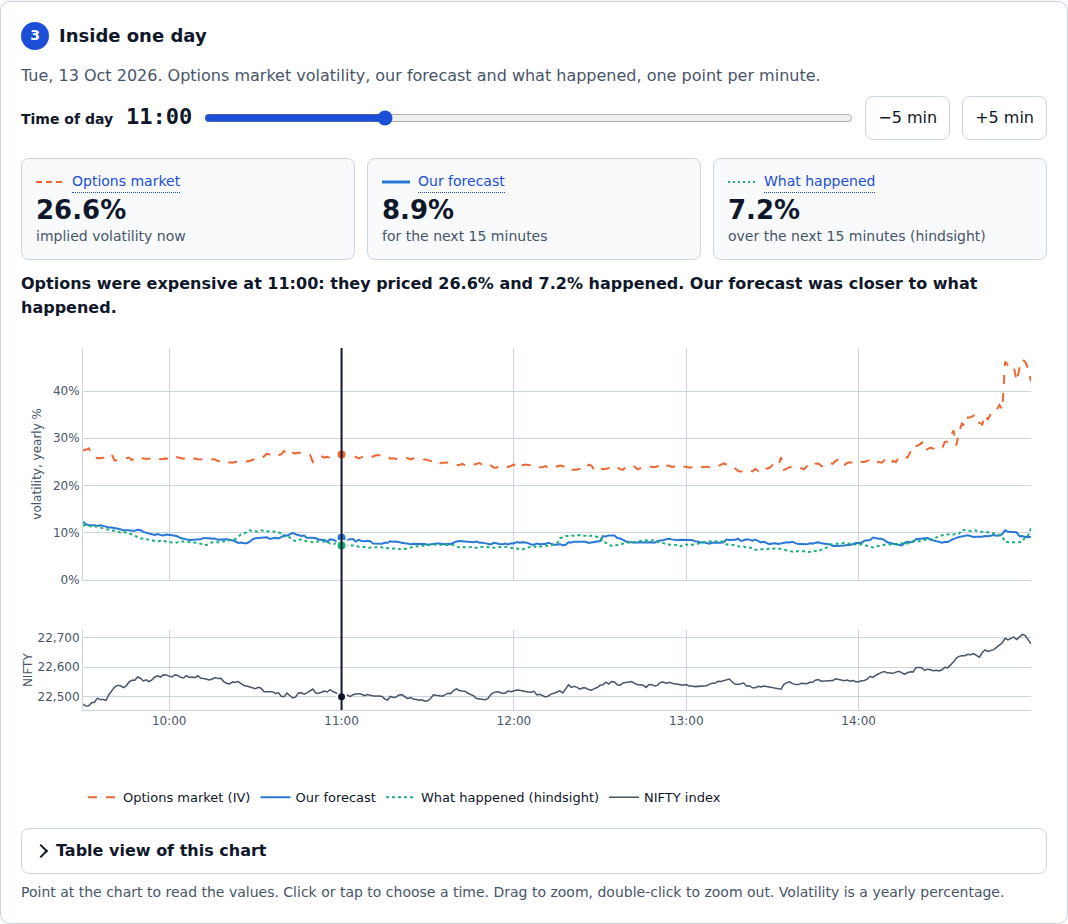 3 Inside one day
Tue, 13 Oct 2026. Options market volatility, our forecast and what happened, one point per minute.
Time of day 11:00 −5 min +5 min
Options market
26.6%
implied volatility now
Our forecast
8.9%
for the next 15 minutes
What happened
7.2%
over the next 15 minutes (hindsight)
Options were expensive at 11:00: they priced 26.6% and 7.2% happened. Our forecast was closer to what
happened.
volatility, yearly %
40%
30%
20%
10%
0%
NIFTY
22,700
22,600
22,500
10:00 11:00 12:00 13:00 14:00
Options market (IV) Our forecast What happened (hindsight) NIFTY index
Table view of this chart
Point at the chart to read the values. Click or tap to choose a time. Drag to zoom, double-click to zoom out. Volatility is a yearly percentage.